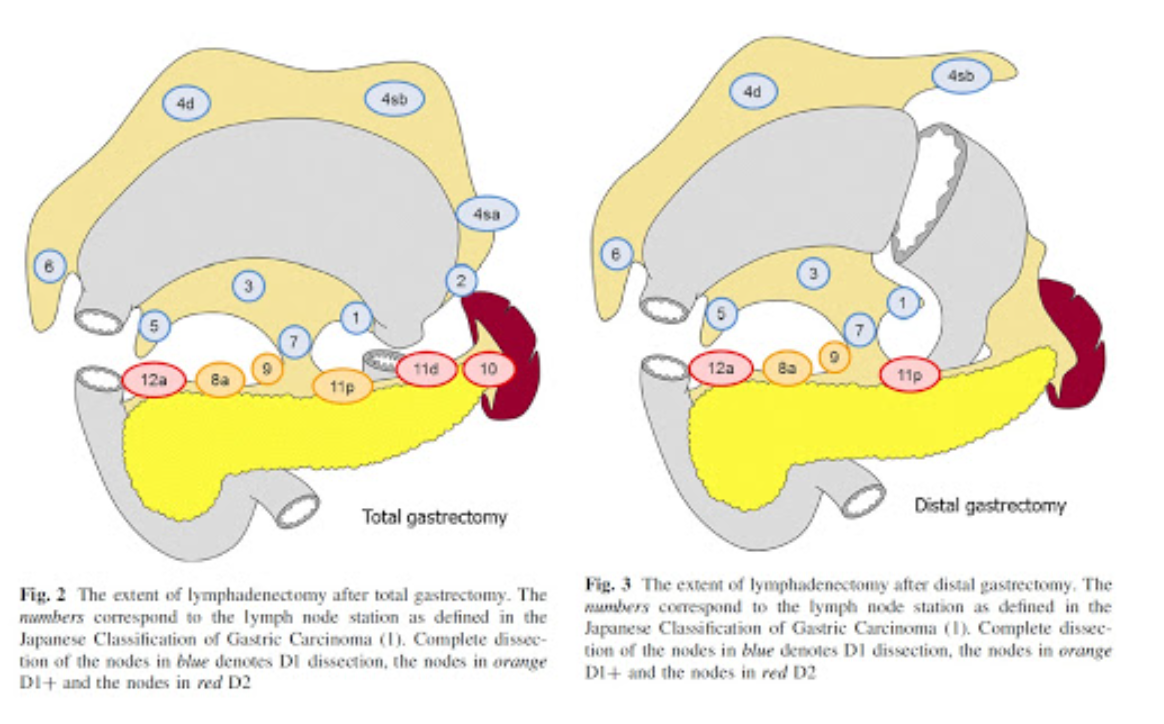 4d
4sb
4sa
6
3
2
1
5
7
9
12a
8a
11p
11d
10
Total gastrectomy
Fig. 2 The extent of lymphadenectomy after total gastrectomy. The
numbers correspond to the lymph node station as defined in the
Japanese Classification of Gastric Carcinoma (1). Complete dissec-
tion of the nodes in blue denotes D1 dissection, the nodes in orange
D1+ and the nodes in red D2
4d
4sb
6
3
1
5
7
9
12a
8a
11p
Distal gastrectomy
Fig. 3 The extent of lymphadenectomy after distal gastrectomy. The
numbers correspond to the lymph node station as defined in the
Japanese Classification of Gastric Carcinoma (1). Complete dissec-
tion of the nodes in blue denotes D1 dissection, the nodes in orange
D1+ and the nodes in red D2